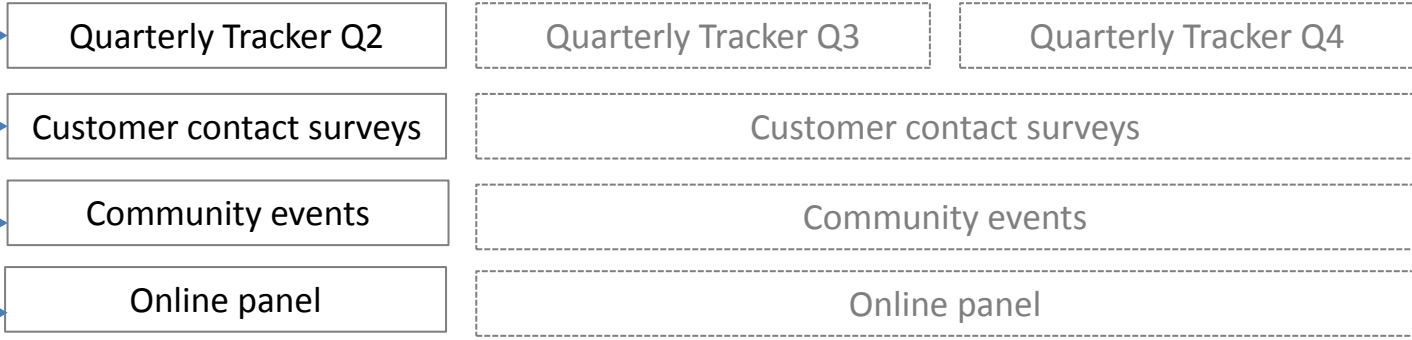 Quarterly Tracker Q2
Quarterly Tracker Q3
Quarterly Tracker Q4
Customer contact surveys
Customer contact surveys
Community events
Community events
Online panel
Online panel